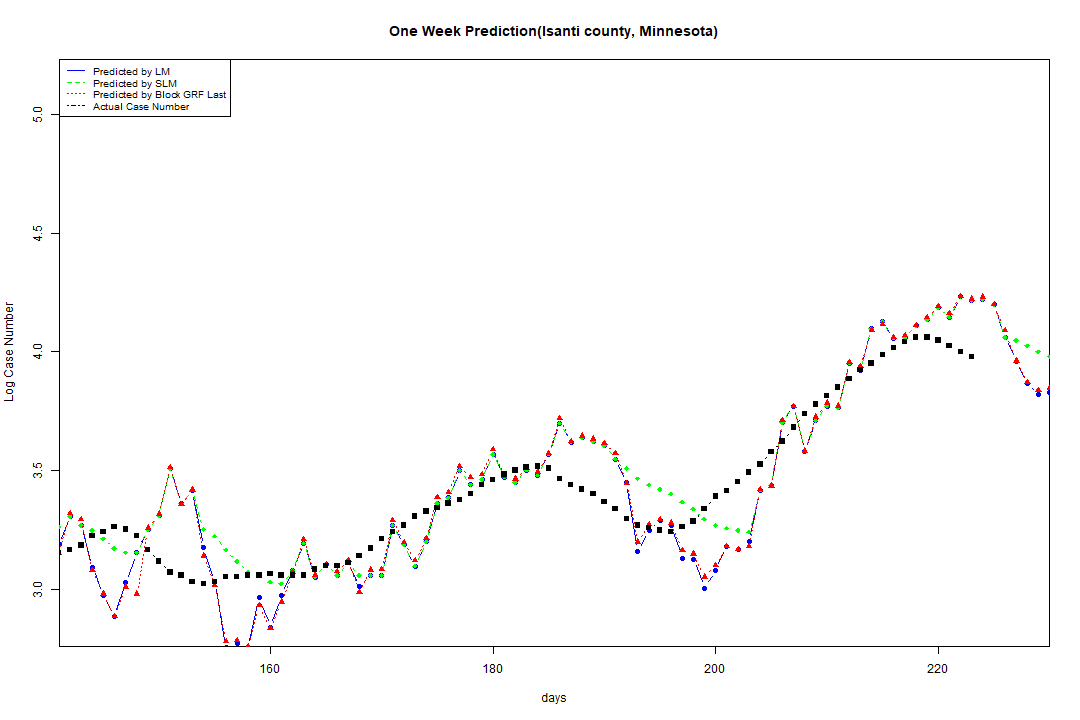 One Week Prediction(Isanti county, Minnesota)
Predicted by LM
Predicted by SLM
Predicted by Block GRF Last
Actual Case Number
5.0
4.5
4.0
3.5
3.0
Log Case Number
160 180 200 220
days